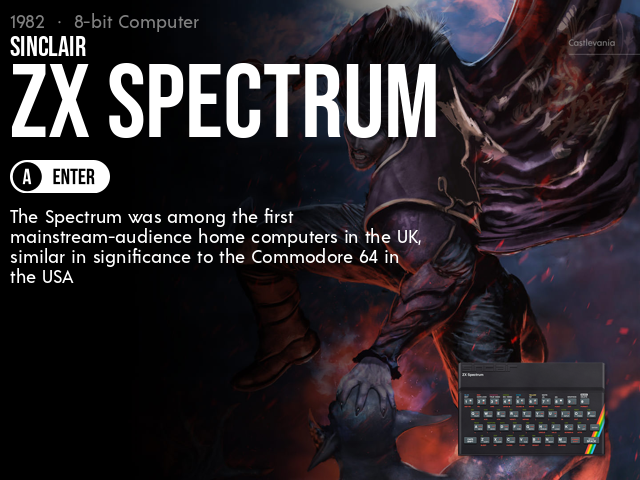 1982 · 8-bit Computer
SINCLAIR
ZX SPECTRUM
Castlevania
A ENTER
The Spectrum was among the first
mainstream-audience home computers in the UK,
similar in significance to the Commodore 64 in
the USA
ZX Spectrum